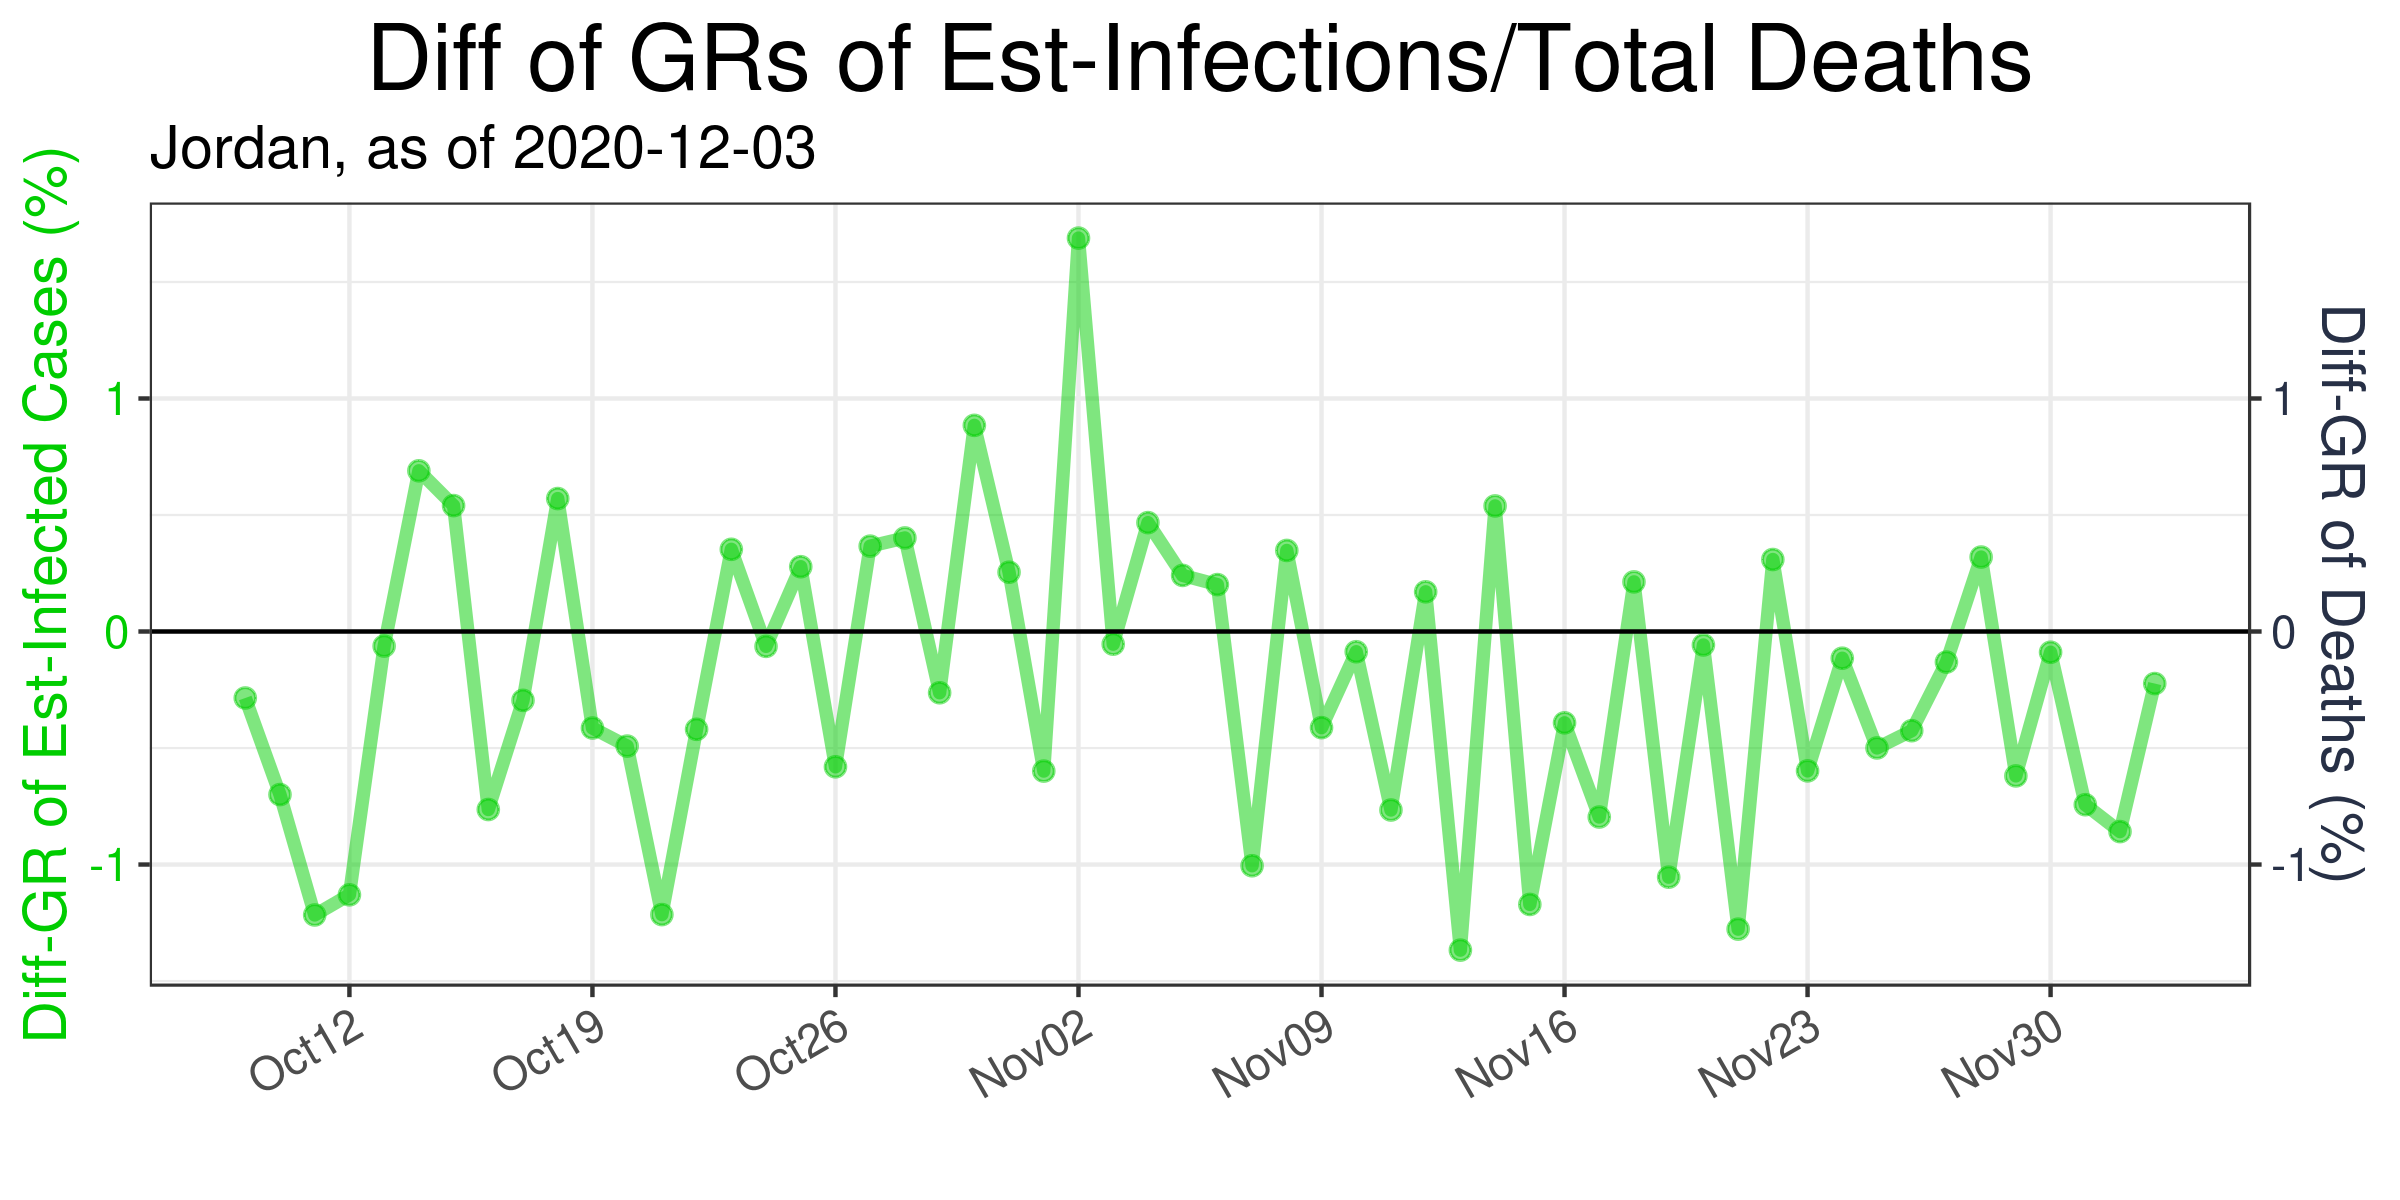 Diff of GRs of Est-Infections/Total Deaths
Jordan, as of 2020-12-03
Diff-GR of Est-Infected Cases (%)
1
0
-1
1
0
-1
Diff-GR of Deaths (%)
Oct12
Oct19
Oct26
Nov02
Nov09
Nov16
Nov23
Nov30